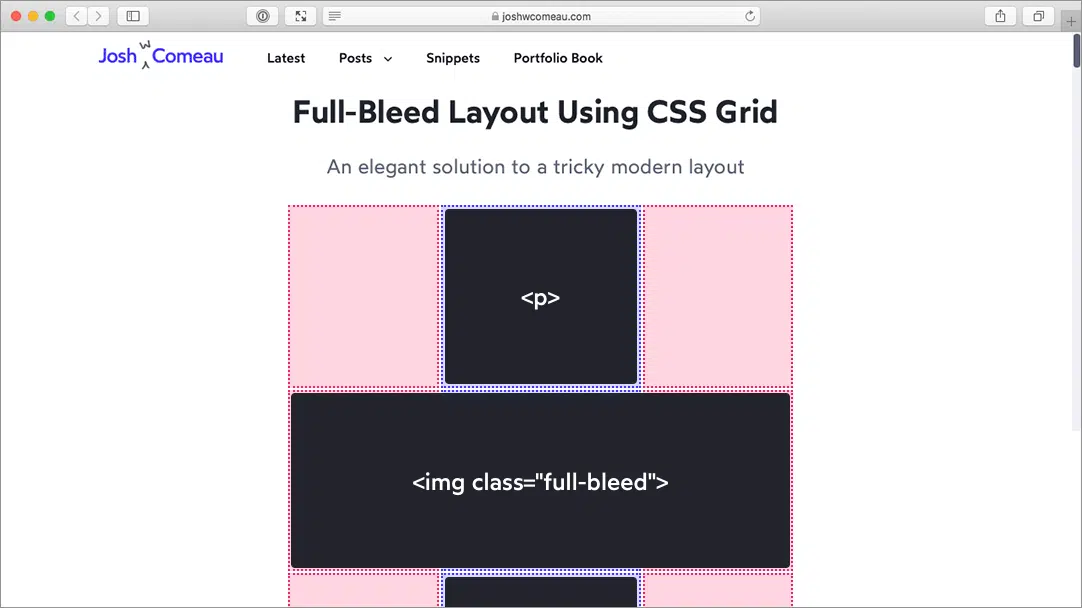 joshwcomeau.com
Josh W Comeau
Latest
Posts
Snippets
Portfolio Book
Full-Bleed Layout Using CSS Grid
An elegant solution to a tricky modern layout
<p>
<img class="full-bleed">